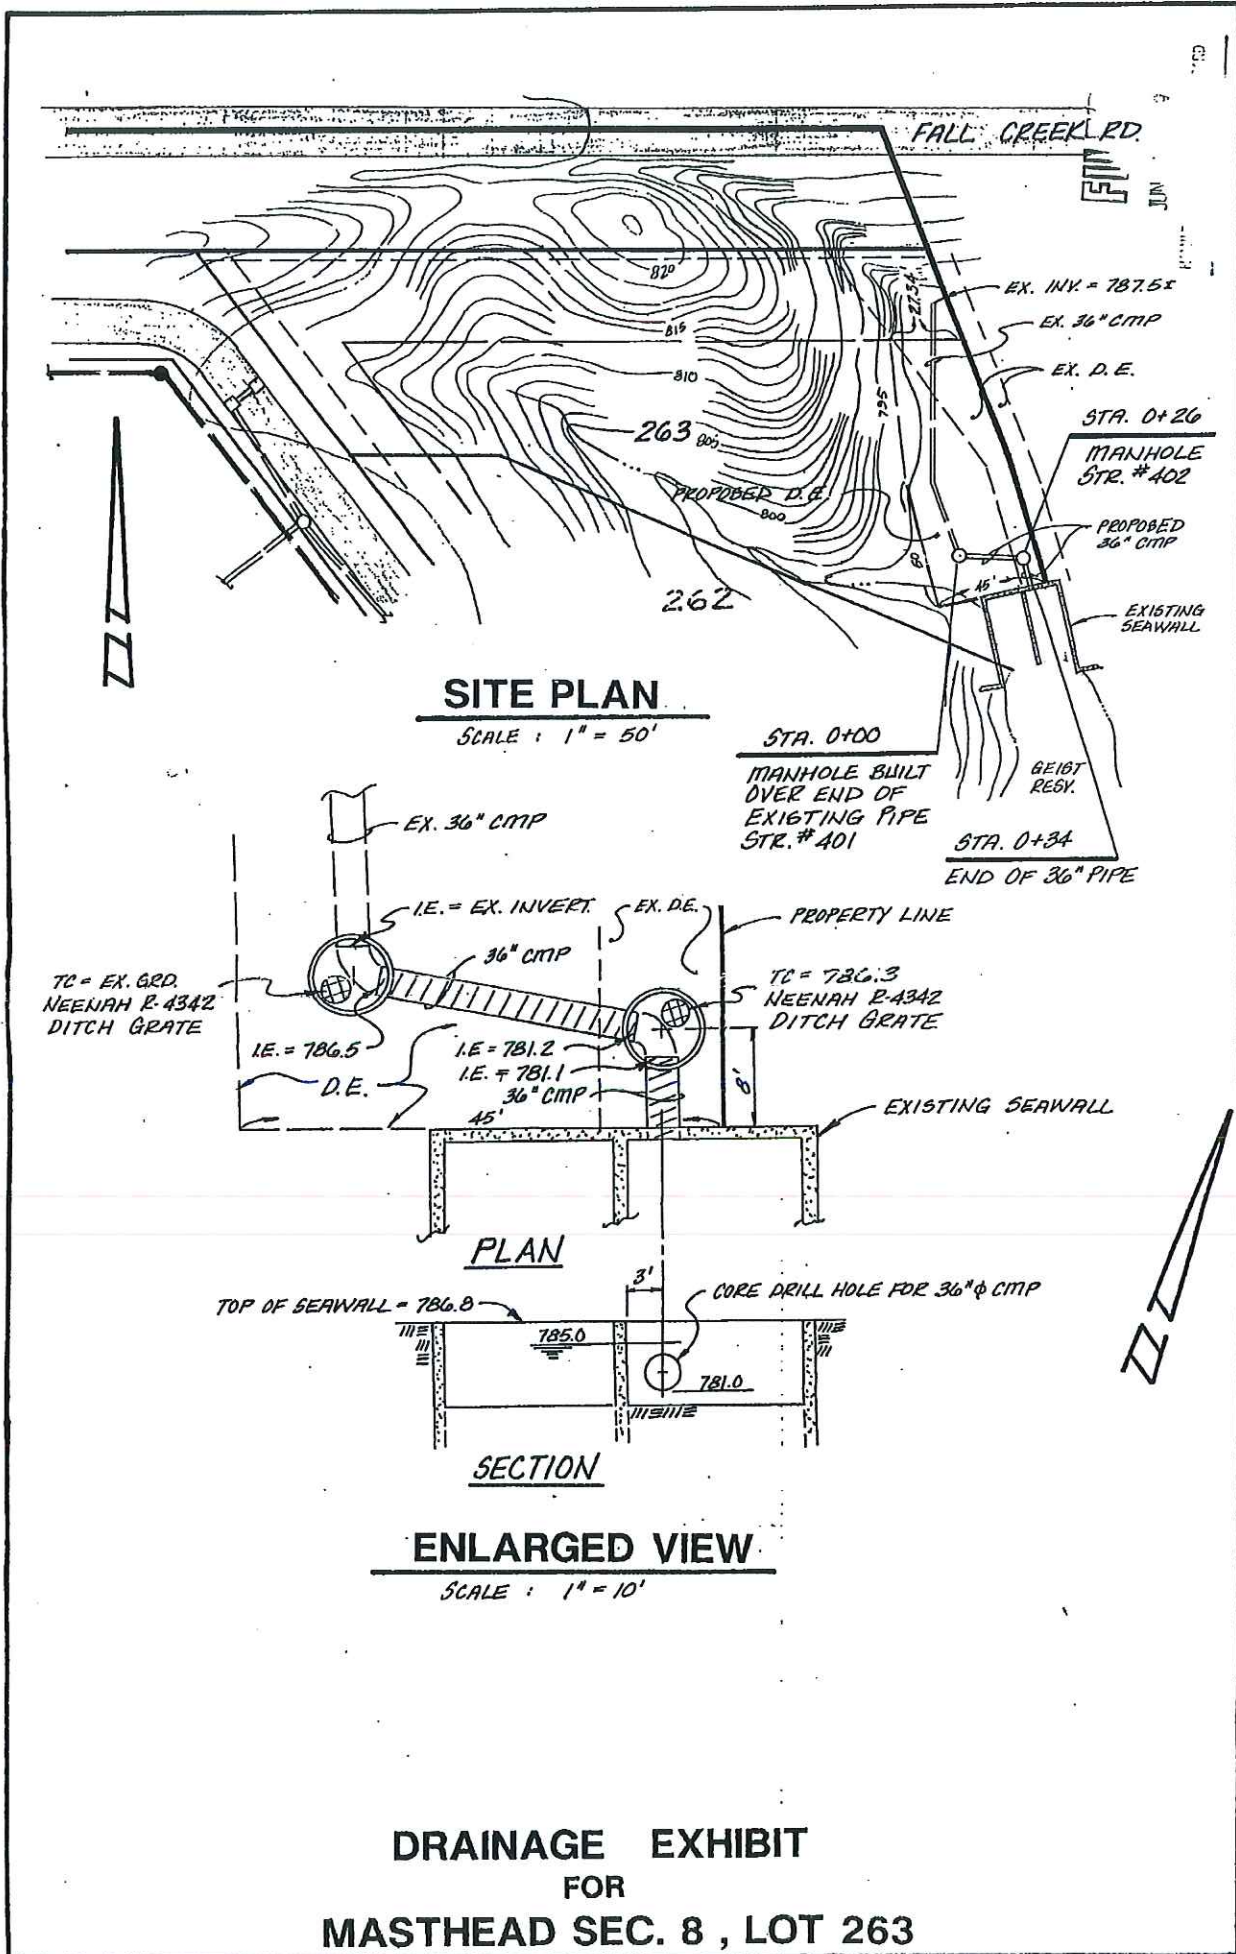 FALL CREEK RD.
JUN
820
815
EX. INV. = 787.5±
EX. 36" CMP
810
EX. D.E.
795
STA. 0+26
263
805
MANHOLE
STR. #402
PROPOSED D.E.
800
PROPOSED
36" CMP
60
45'
262
EXISTING
SEAWALL
SITE PLAN
SCALE : 1" = 50'
STA. 0+00
MANHOLE BUILT
OVER END OF
EXISTING PIPE
STR. #401
GEIST
RESV.
STA. 0+34
END OF 36" PIPE
EX. 36" CMP
I.E. = EX. INVERT
EX. D.E.
PROPERTY LINE
36" CMP
TC = EX. GRD.
NEENAH R-4342
DITCH GRATE
TC = 786.3
NEENAH R-4342
DITCH GRATE
I.E. = 786.5
I.E = 781.2
I.E. = 781.1
D.E.
36" CMP
8'
45'
EXISTING SEAWALL
PLAN
3'
CORE DRILL HOLE FOR 36"φ CMP
TOP OF SEAWALL = 786.8
785.0
781.0
SECTION
ENLARGED VIEW
SCALE : 1" = 10'
DRAINAGE EXHIBIT
FOR
MASTHEAD SEC. 8 , LOT 263